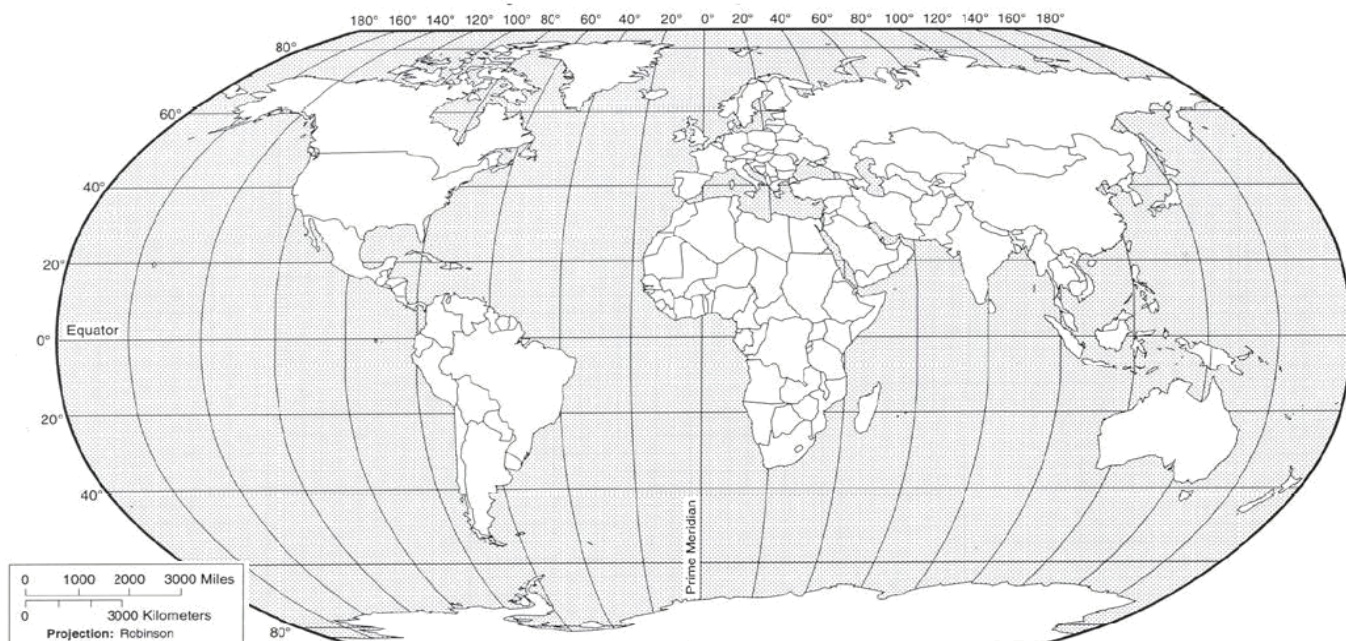 180° 160° 140° 120° 100° 80° 60° 40° 20° 0° 20° 40° 60° 80° 100° 120° 140° 160° 180°
80°
60°
40°
20°
Equator
0°
20°
40°
Prime Meridian
0 1000 2000 3000 Miles
0 3000 Kilometers
Projection: Robinson
80°